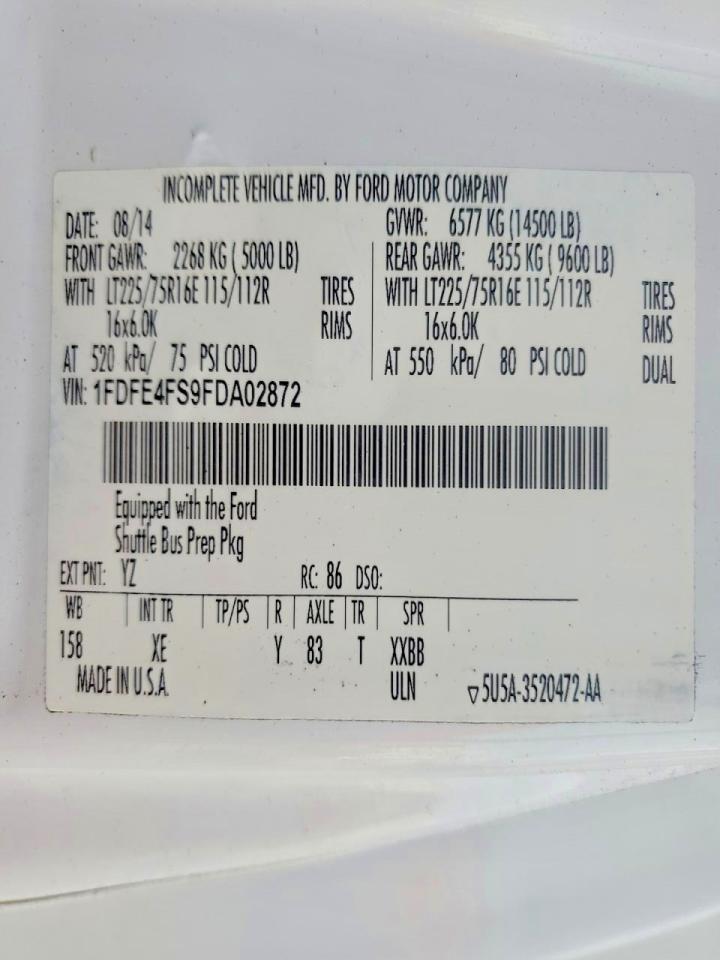 INCOMPLETE VEHICLE MFD. BY FORD MOTOR COMPANY
DATE: 08/14 GVWR: 6577 KG (14500 LB)
FRONT GAWR: 2268 KG ( 5000 LB) REAR GAWR: 4355 KG ( 9600 LB)
WITH LT225/75R16E 115/112R TIRES WITH LT225/75R16E 115/112R TIRES
16x6.0K RIMS 16x6.0K RIMS
AT 520 kPa/ 75 PSI COLD AT 550 kPa/ 80 PSI COLD DUAL
VIN: 1FDFE4FS9FDA02872
Equipped with the Ford
Shuttle Bus Prep Pkg
EXT PNT: YZ RC: 86 DSO:
WB INT TR TP/PS R AXLE TR SPR
158 XE Y 83 T XXBB
MADE IN U.S.A. ULN ▽5U5A-3520472-AA